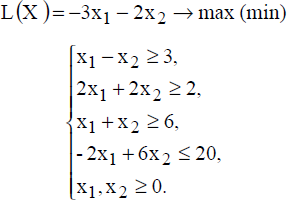 L(X)=−3x₁ − 2x₂ → max (min)
x₁ − x₂ ≥ 3,
2x₁ + 2x₂ ≥ 2,
x₁ + x₂ ≥ 6,
- 2x₁ + 6x₂ ≤ 20,
x₁, x₂ ≥ 0.